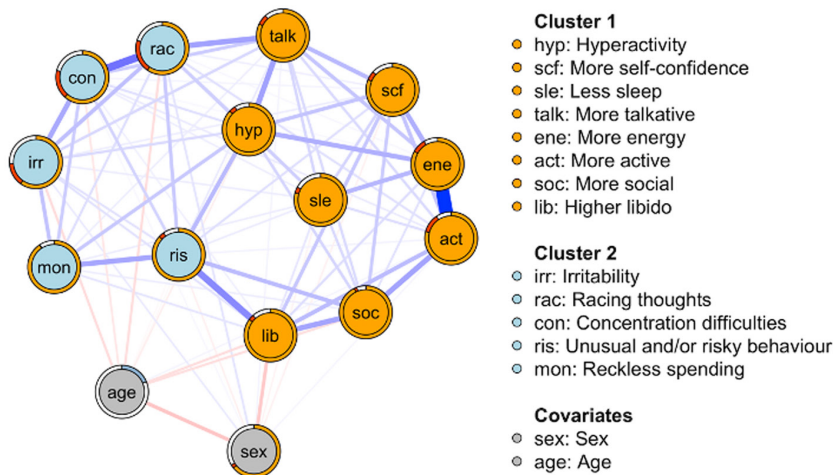 talk
rac
con
scf
hyp
irr
ene
sle
act
ris
mon
soc
lib
age
sex
Cluster 1
hyp: Hyperactivity
scf: More self-confidence
sle: Less sleep
talk: More talkative
ene: More energy
act: More active
soc: More social
lib: Higher libido
Cluster 2
irr: Irritability
rac: Racing thoughts
con: Concentration difficulties
ris: Unusual and/or risky behaviour
mon: Reckless spending
Covariates
sex: Sex
age: Age